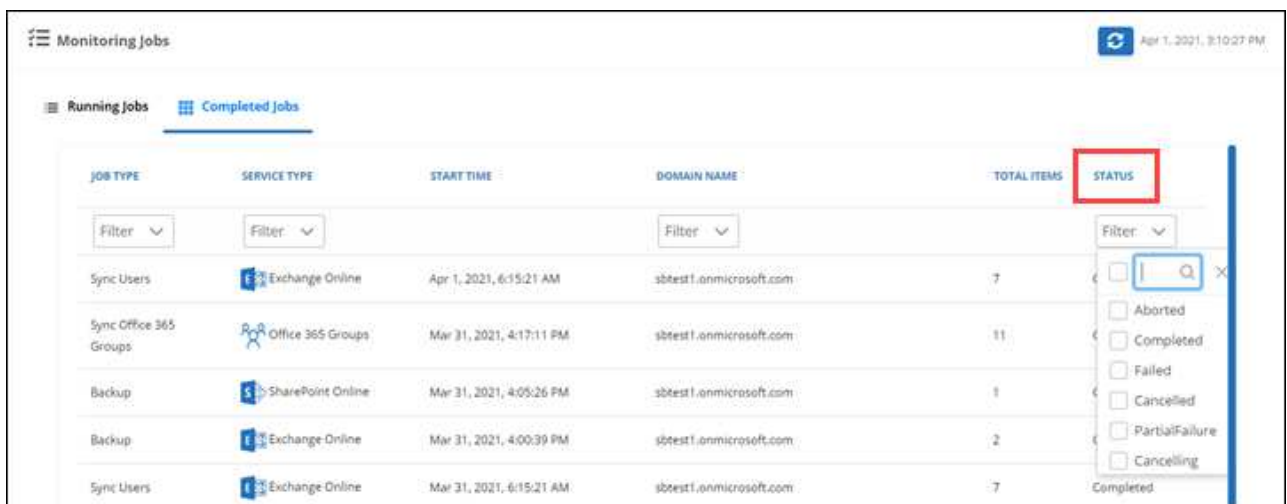 Monitoring Jobs
Apr 1, 2021, 3:10:27 PM
Running Jobs Completed Jobs
JOB TYPE SERVICE TYPE START TIME DOMAIN NAME TOTAL ITEMS STATUS
Filter Filter Filter Filter
Sync Users Exchange Online Apr 1, 2021, 6:15:21 AM sbtest1.onmicrosoft.com 7
Aborted
Sync Office 365
Groups
Office 365 Groups Mar 31, 2021, 4:17:11 PM sbtest1.onmicrosoft.com 11
Completed
Failed
Backup SharePoint Online Mar 31, 2021, 4:05:26 PM sbtest1.onmicrosoft.com 1
Cancelled
PartialFailure
Backup Exchange Online Mar 31, 2021, 4:00:39 PM sbtest1.onmicrosoft.com 2
Cancelling
Sync Users Exchange Online Mar 31, 2021, 6:15:21 AM sbtest1.onmicrosoft.com 7 Completed